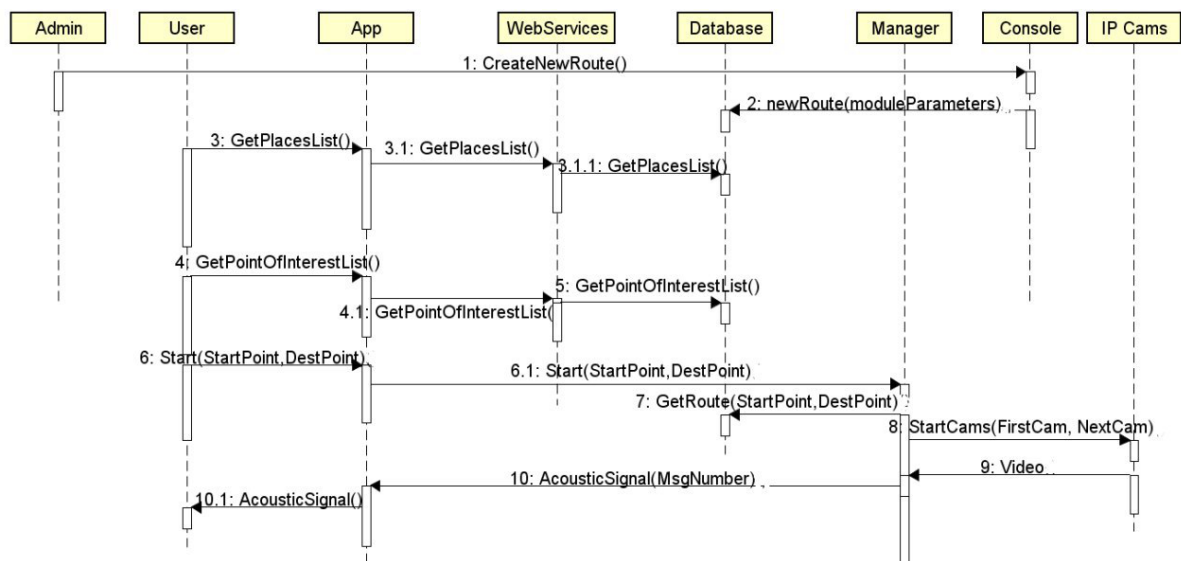 Admin
User
App
WebServices
Database
Manager
Console
IP Cams
1: CreateNewRoute()
2: newRoute(moduleParameters)
3: GetPlacesList()
3.1: GetPlacesList()
3.1.1: GetPlacesList()
4: GetPointOfInterestList()
5: GetPointOfInterestList()
4.1: GetPointOfInterestList(
6: Start(StartPoint,DestPoint)
6.1: Start(StartPoint,DestPoint)
7: GetRoute(StartPoint,DestPoint)
8: StartCams(FirstCam, NextCam)
9: Video
10: AcousticSignal(MsgNumber)
10.1: AcousticSignal()